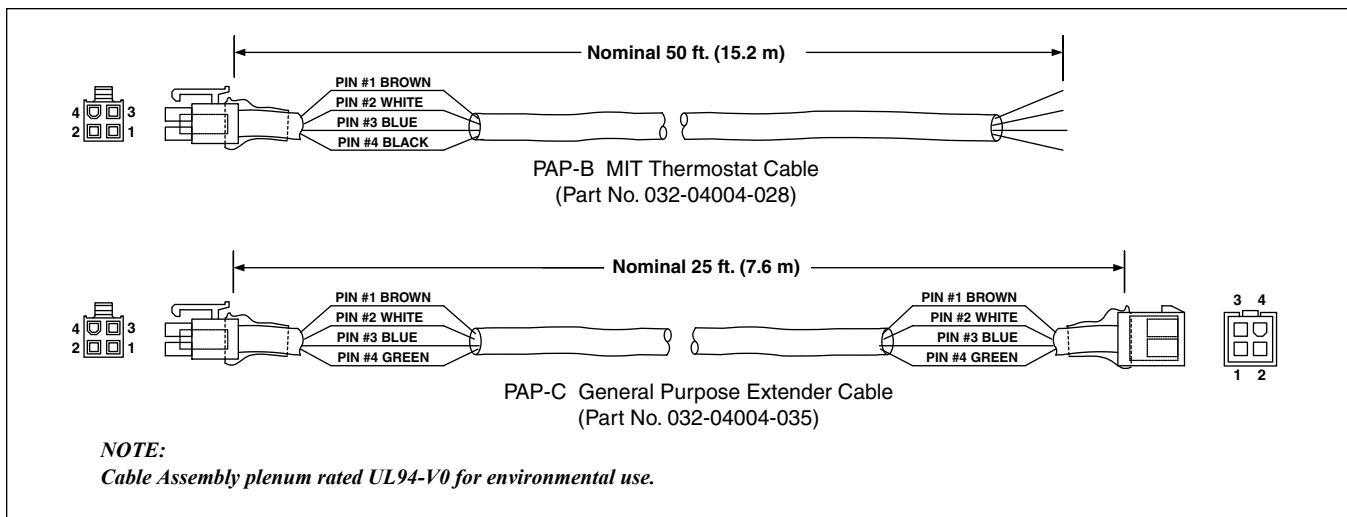 Nominal 50 ft. (15.2 m)
4 3
2 1
PIN #1 BROWN
PIN #2 WHITE
PIN #3 BLUE
PIN #4 BLACK
PAP-B MIT Thermostat Cable
(Part No. 032-04004-028)
Nominal 25 ft. (7.6 m)
4 3
2 1
PIN #1 BROWN
PIN #2 WHITE
PIN #3 BLUE
PIN #4 GREEN
PIN #1 BROWN
PIN #2 WHITE
PIN #3 BLUE
PIN #4 GREEN
3 4
1 2
PAP-C General Purpose Extender Cable
(Part No. 032-04004-035)
NOTE:
Cable Assembly plenum rated UL94-V0 for environmental use.